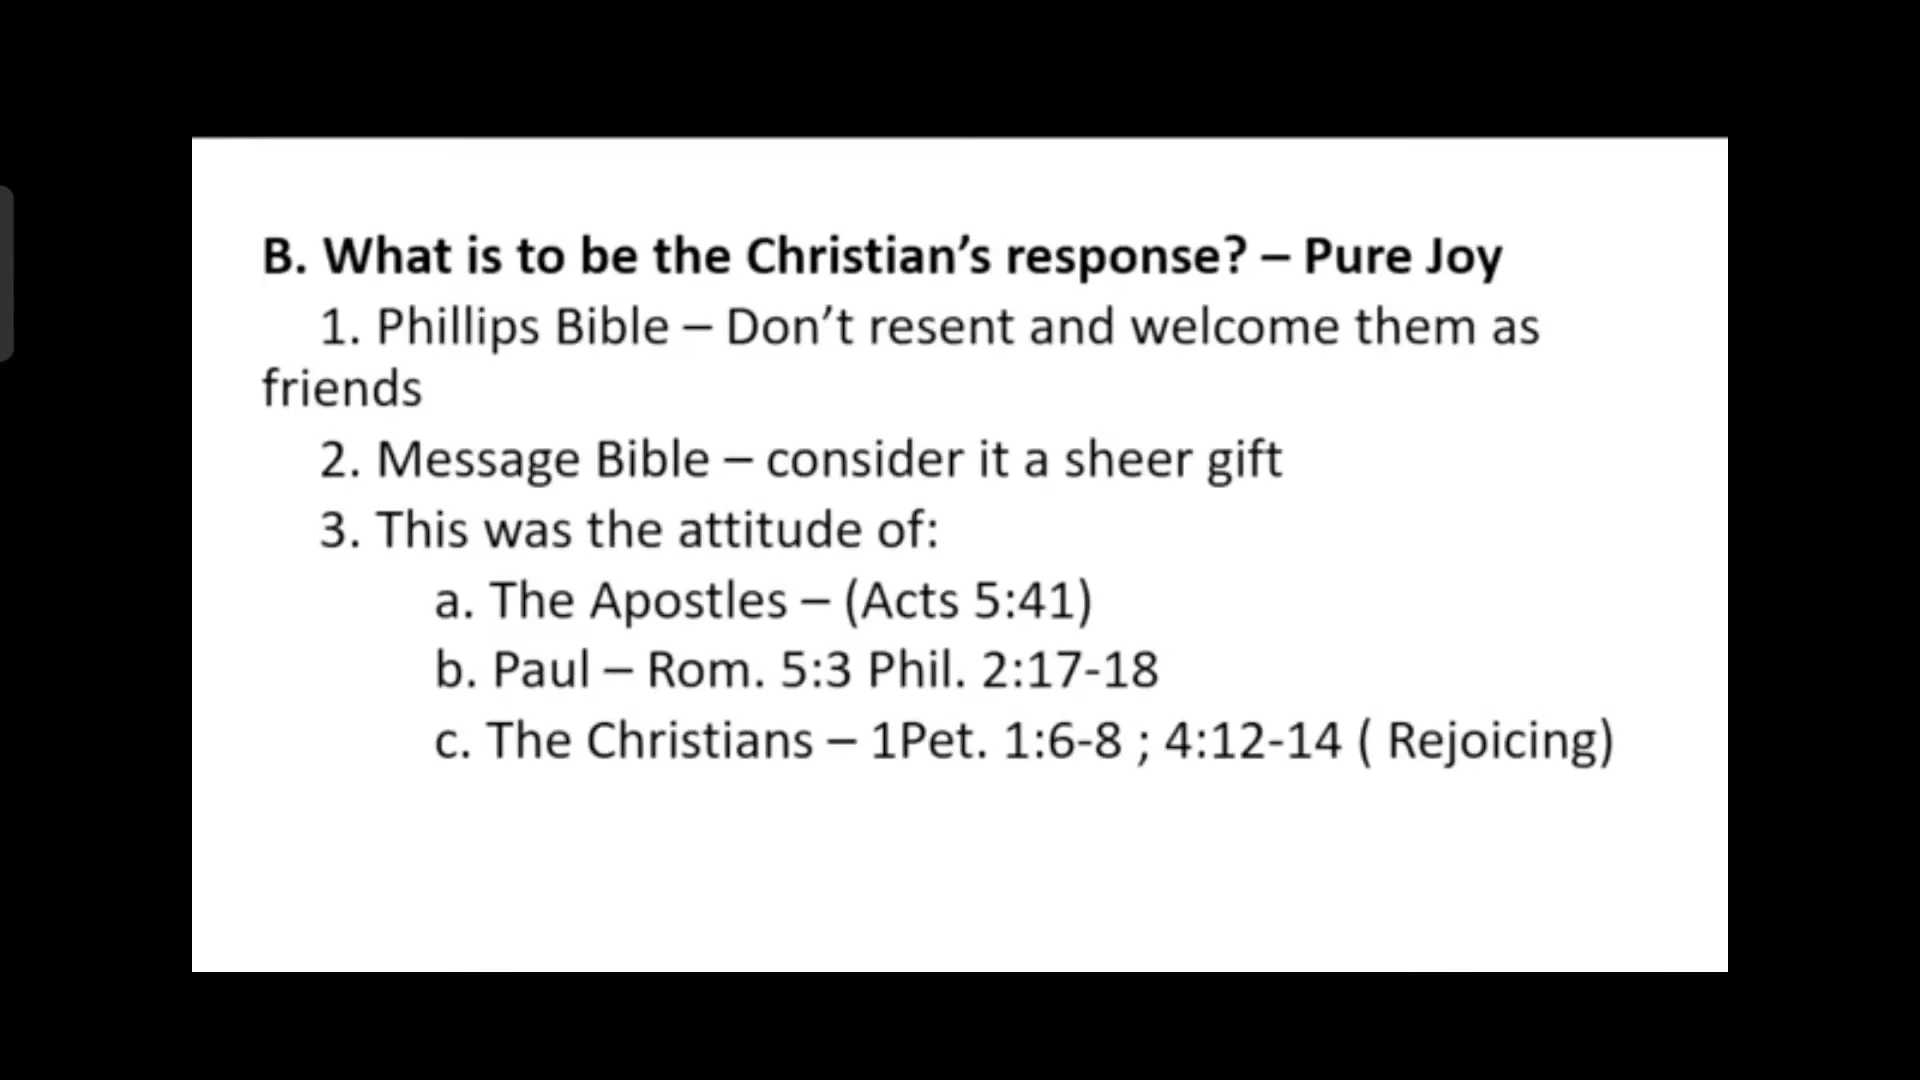 B. What is to be the Christian’s response? – Pure Joy
1. Phillips Bible – Don’t resent and welcome them as
friends
2. Message Bible – consider it a sheer gift
3. This was the attitude of:
a. The Apostles – (Acts 5:41)
b. Paul – Rom. 5:3 Phil. 2:17-18
c. The Christians – 1Pet. 1:6-8 ; 4:12-14 ( Rejoicing)